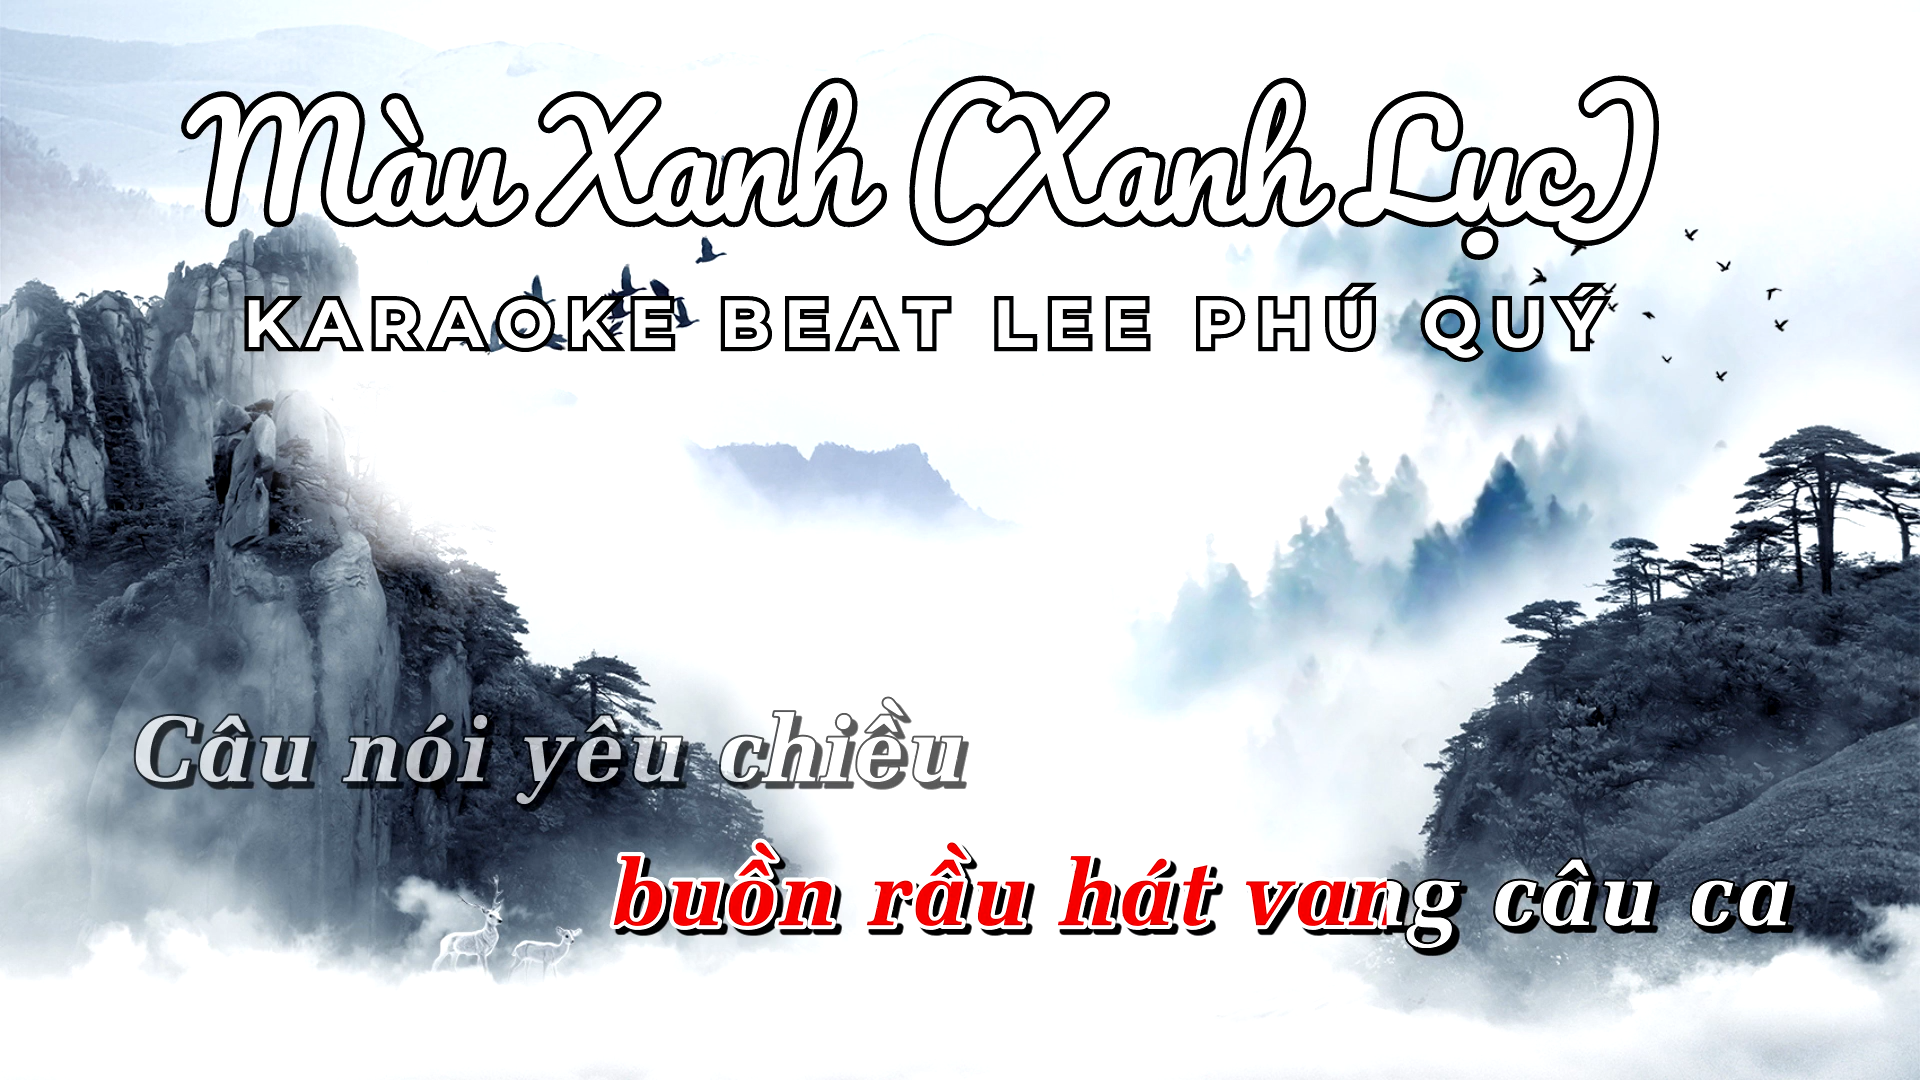 Màu Xanh (Xanh Lục)
KARAOKE BEAT LEE PHÚ QUÝ
Câu nói yêu chiều
buồn rầu hát vang câu ca